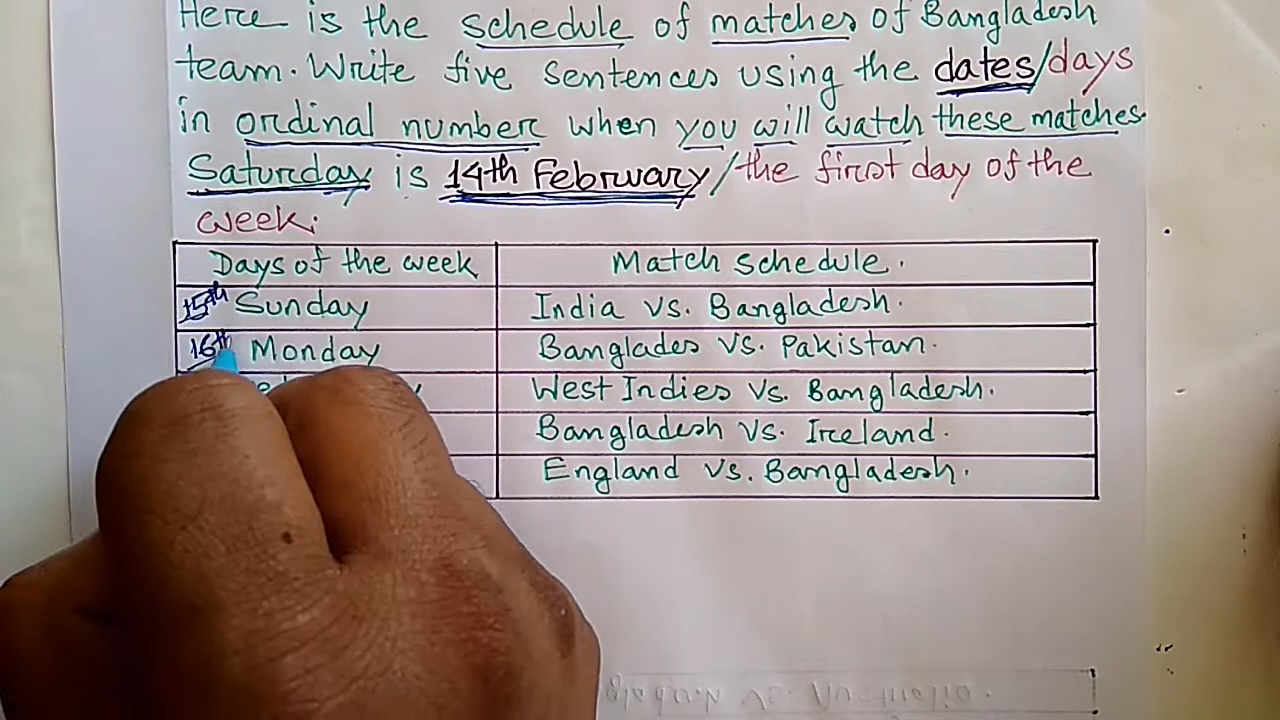 Here is the schedule of matches of Bangladesh
team. Write five sentences using the dates/days
in ordinal number when you will watch these matches.
Saturday is 14th February/the first day of the
week.
Days of the week Match schedule.
15th Sunday India vs. Bangladesh.
16th Monday Banglades vs. Pakistan.
West Indies vs. Bangladesh.
Bangladesh vs. Ireland.
England vs. Bangladesh.